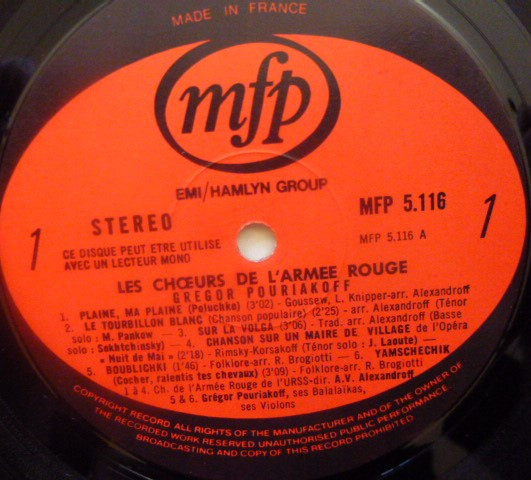 MADE IN FRANCE
mfp
EMI/HAMLYN GROUP
1 STEREO MFP 5.116 1
CE DISQUE PEUT ETRE UTILISE MFP 5.116 A
AVEC UN LECTEUR MONO
LES CHŒURS DE L'ARMEE ROUGE
GREGOR POURIAKOFF
1. PLAINE, MA PLAINE (Peluchko) (3'02) - Goussew, L. Knipper-arr. Alexandroff
2. LE TOURBILLON BLANC (Chanson populaire) (2'25) - arr. Alexandroff (Ténor
solo : M. Pankow — 3. SUR LA VOLGA (3'06) - Trad. arr. Alexandroff (Basse
solo : Sokhtchinsky) — 4. CHANSON SUR UN MAIRE DE VILLAGE de l'Opéra
« Nuit de Mai » (2'18) - Rimsky-Korsakoff (Ténor solo : J. Laoute) —
5. BOUBLICHKI (1'46) - Folklore-arr. R. Brogiotti — 6. YAMSCHECHIK
(Cocher, ralentis tes chevaux) (3'09) - Folklore-arr. R. Brogiotti
1 à 4. Ch. de l'Armée Rouge de l'URSS-dir. A.V. Alexandroff
5 & 6. Grégor Pouriakoff, ses Balalaïkas,
ses Violons
COPYRIGHT RECORD ALL RIGHTS OF THE MANUFACTURER AND OF THE OWNER OF
THE RECORDED WORK RESERVED UNAUTHORISED PUBLIC PERFORMANCE,
BROADCASTING AND COPY OF THIS RECORD PROHIBITED